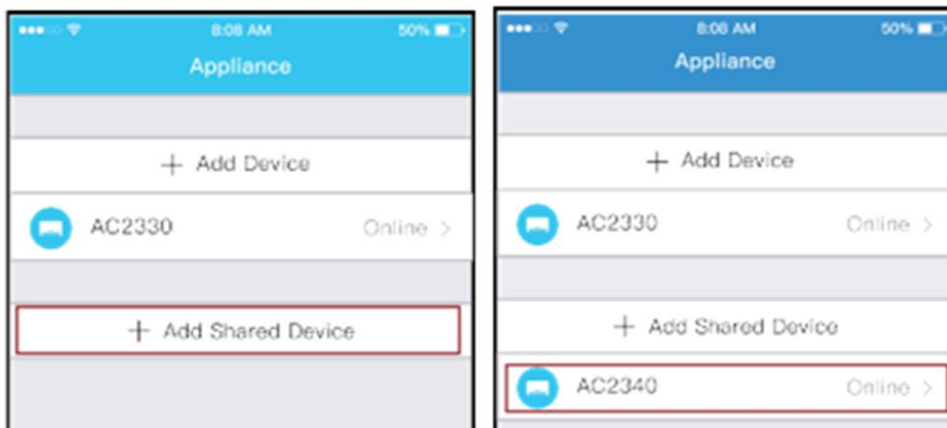 8:08 AM 50%
Appliance
+ Add Device
AC2330 Online >
+ Add Shared Device
8:08 AM 50%
Appliance
+ Add Device
AC2330 Online >
+ Add Shared Device
AC2340 Online >